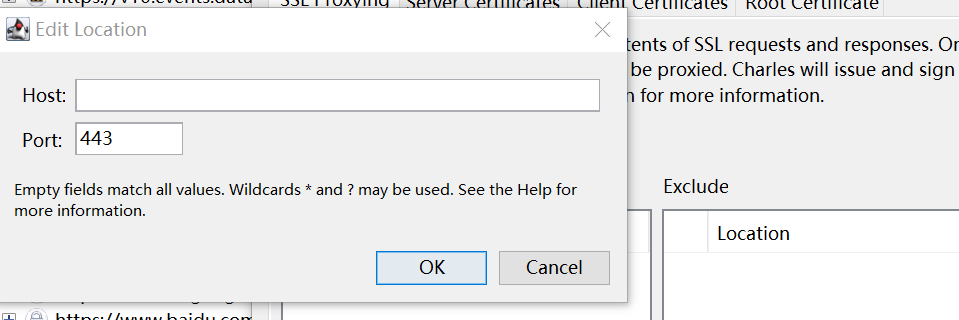 https://v10.events.data
SSL Proxying
Server Certificates
Client Certificates
Root Certificate
Edit Location
tents of SSL requests and responses. On
be proxied. Charles will issue and sign
n for more information.
Host:
Port:
443
Empty fields match all values. Wildcards * and ? may be used. See the Help for
more information.
Exclude
Location
OK
Cancel
https://www.baidu.com